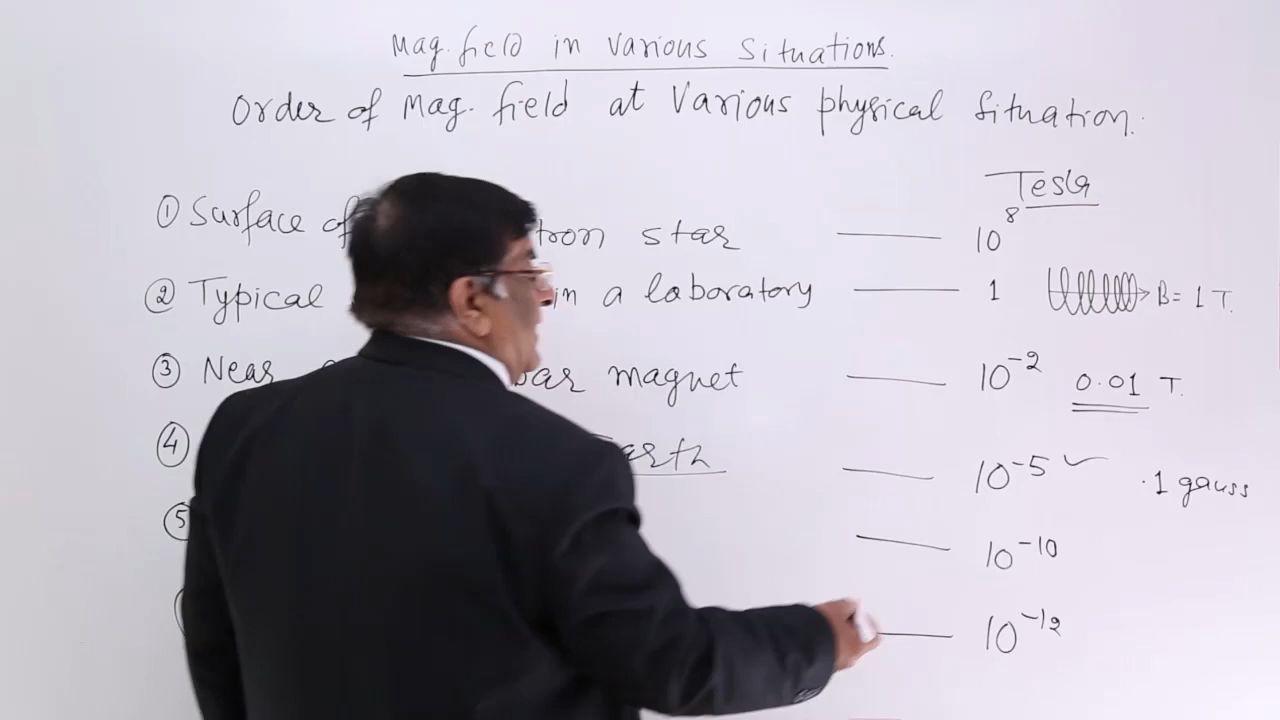 Mag. field in various Situations.
Order of Mag. field at Various physical Situation.
Tesla
① Surface of tron star — 10⁸
② Typical in a laboratory — 1 B = 1 T.
③ Near bar magnet — 10⁻² 0.01 T.
④ arth — 10⁻⁵ ✓ .1 gauss
⑤ — 10⁻¹⁰
— 10⁻¹²